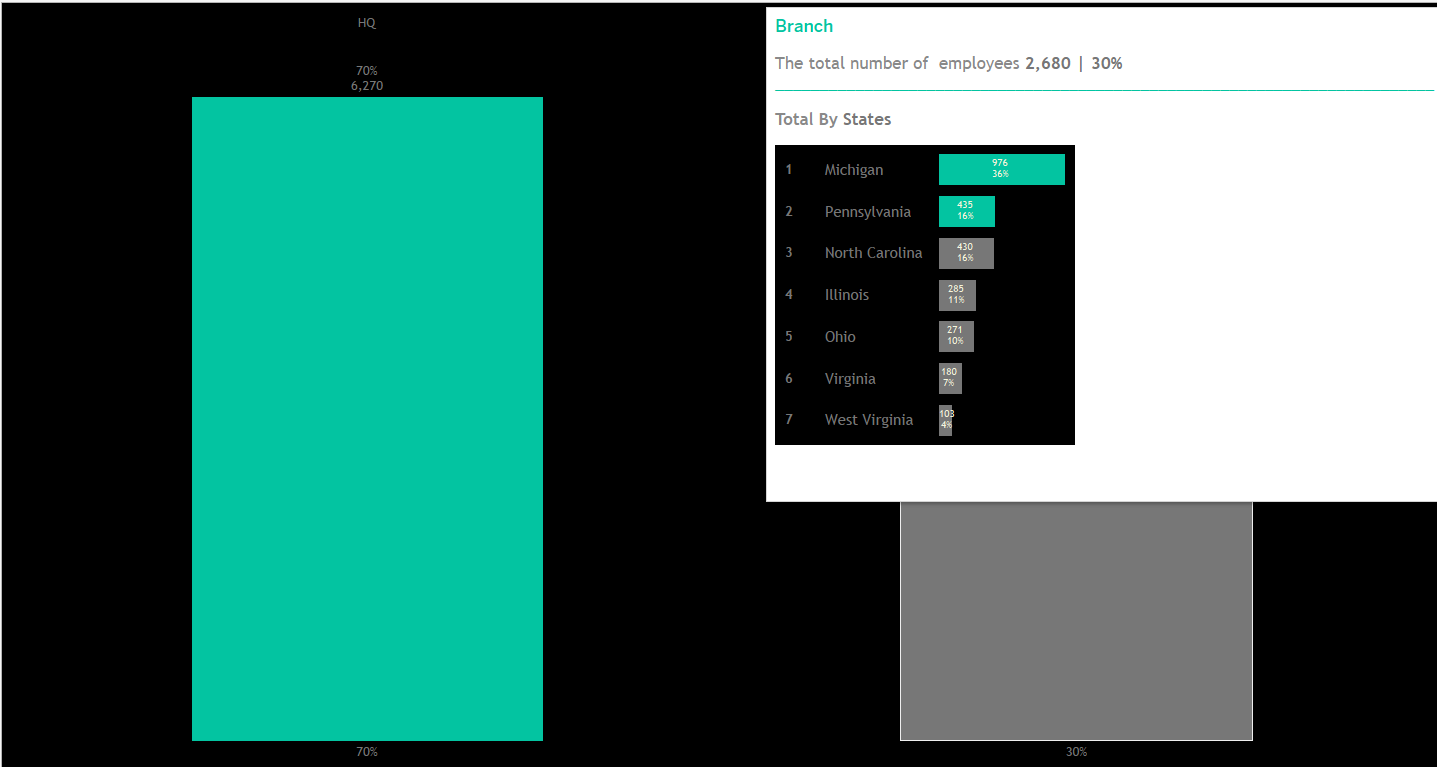 HQ
70%
6,270
70%
Branch
The total number of employees 2,680 | 30%
Total By States
1 Michigan 976 36%
2 Pennsylvania 435 16%
3 North Carolina 430 16%
4 Illinois 285 11%
5 Ohio 271 10%
6 Virginia 180 7%
7 West Virginia 103 4%
30%